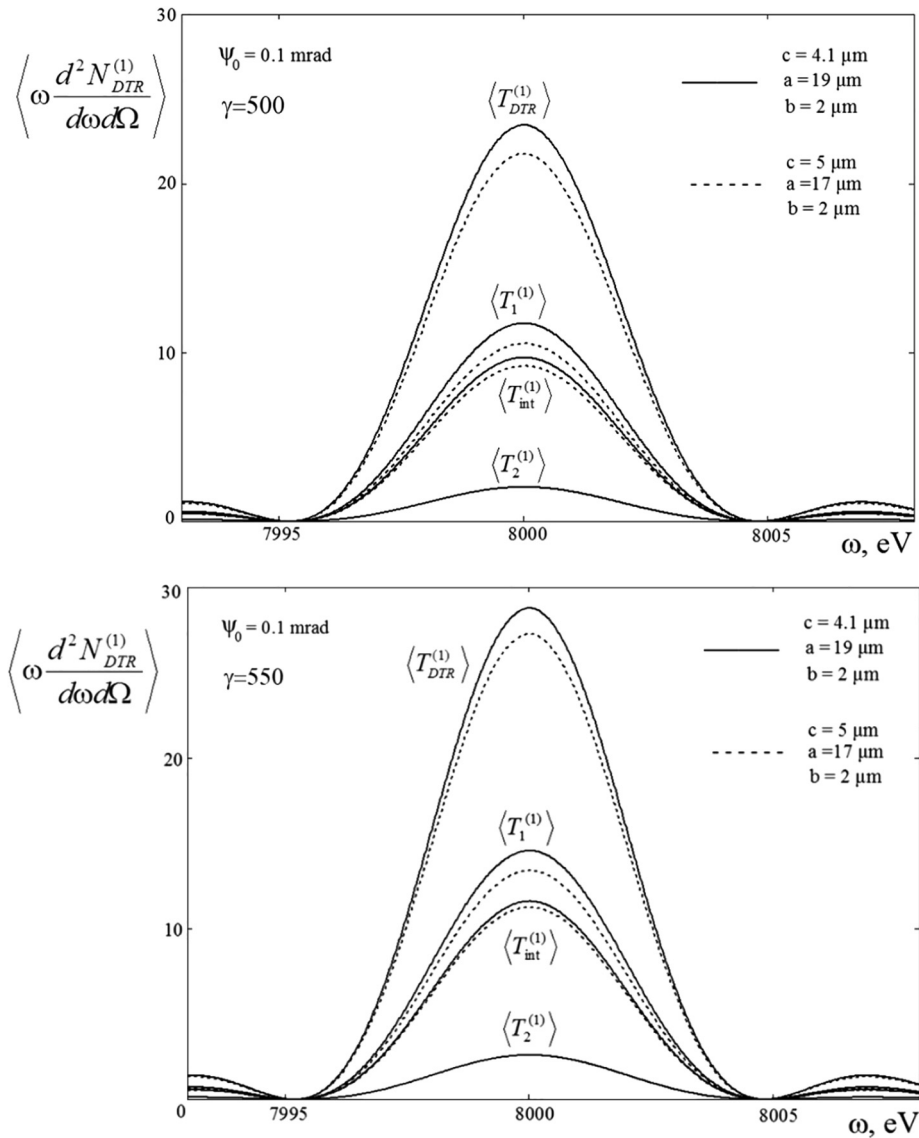 30
ψ₀ = 0.1 mrad
c = 4.1 μm
a = 19 μm
b = 2 μm
⟨ω d²N_DTR^(1) / dωdΩ⟩
γ=500
⟨T_DTR^(1)⟩
c = 5 μm
a =17 μm
b = 2 μm
20
⟨T_1^(1)⟩
10
⟨T_int^(1)⟩
⟨T_2^(1)⟩
0
7995 8000 8005
ω, eV
30
ψ₀ = 0.1 mrad
c = 4.1 μm
a = 19 μm
b = 2 μm
⟨ω d²N_DTR^(1) / dωdΩ⟩
γ=550
⟨T_DTR^(1)⟩
c = 5 μm
a =17 μm
b = 2 μm
20
⟨T_1^(1)⟩
10
⟨T_int^(1)⟩
⟨T_2^(1)⟩
0 7995 8000 8005
ω, eV